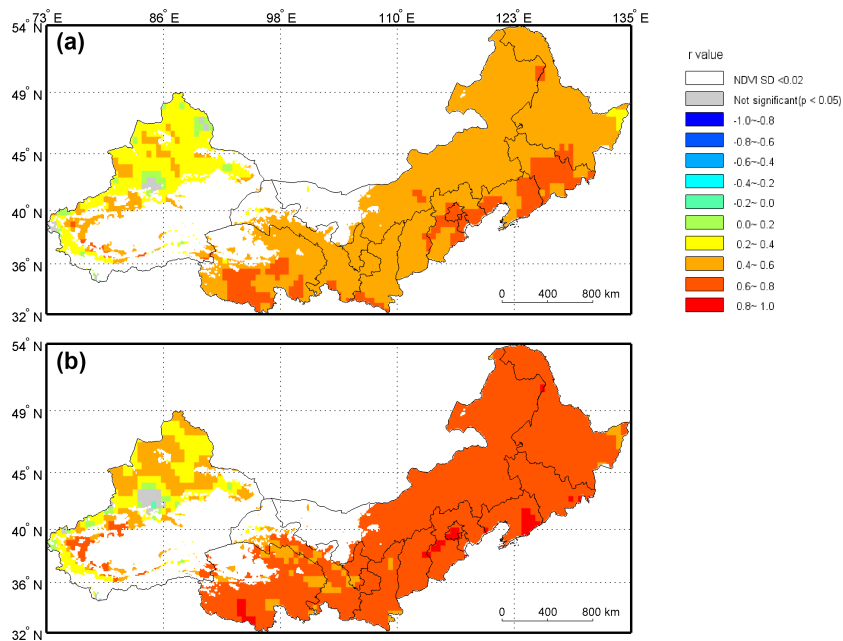 73° E 86° E 98° E 110° E 123° E 135° E
54° N
(a)
49° N
45° N
40° N
36° N
32° N
0 400 800 km
r value
NDVI SD <0.02
Not significant(p < 0.05)
-1.0~-0.8
-0.8~-0.6
-0.6~-0.4
-0.4~-0.2
-0.2~ 0.0
0.0~ 0.2
0.2~ 0.4
0.4~ 0.6
0.6~ 0.8
0.8~ 1.0
54° N
(b)
49° N
45° N
40° N
36° N
32° N
0 400 800 km